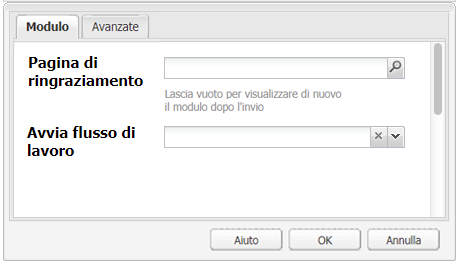 Modulo Avanzate
Pagina di
ringraziamento
Lascia vuoto per visualizzare di nuovo
il modulo dopo l'invio
Avvia flusso di
lavoro
Aiuto OK Annulla